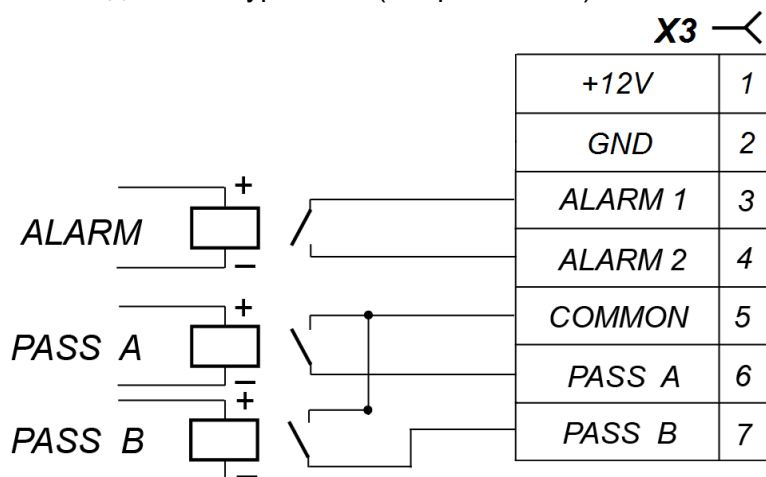 X3
+12V 1
GND 2
ALARM 1 3
ALARM 2 4
COMMON 5
PASS A 6
PASS B 7
+
ALARM
–
+
PASS A
–
+
PASS B
–